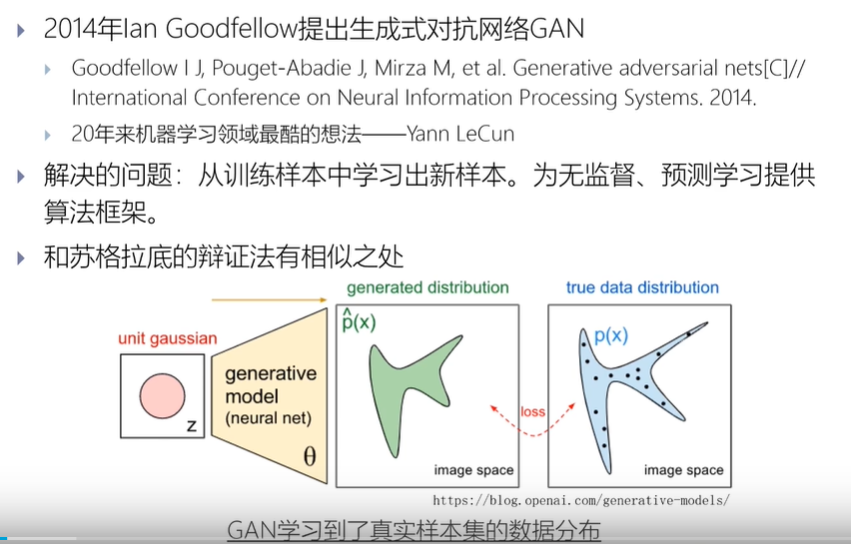 2014年Ian Goodfellow提出生成式对抗网络GAN
Goodfellow I J, Pouget-Abadie J, Mirza M, et al. Generative adversarial nets[C]//
International Conference on Neural Information Processing Systems. 2014.
20年来机器学习领域最酷的想法——Yann LeCun
解决的问题：从训练样本中学习出新样本。为无监督、预测学习提供
算法框架。
和苏格拉底的辩证法有相似之处
generated distribution
true data distribution
unit gaussian
p̂(x)
p(x)
generative
model
(neural net)
loss
z
θ
image space
image space
https://blog.openai.com/generative-models/
GAN学习到了真实样本集的数据分布